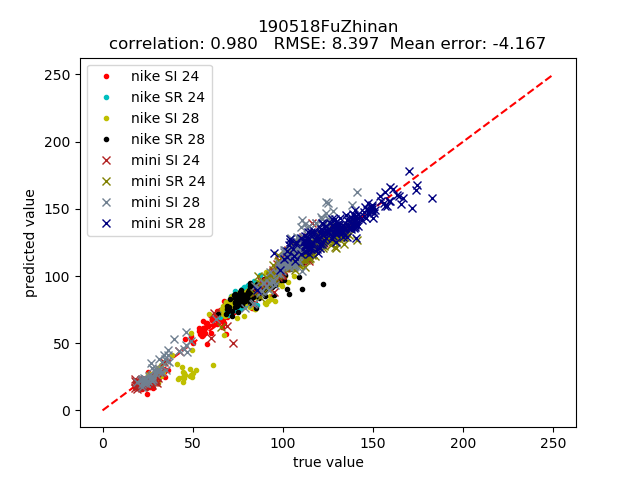 190518FuZhinan
correlation: 0.980   RMSE: 8.397  Mean error: -4.167
nike SI 24
nike SR 24
nike SI 28
nike SR 28
mini SI 24
mini SR 24
mini SI 28
mini SR 28
predicted value
250
200
150
100
50
0
0 50 100 150 200 250
true value